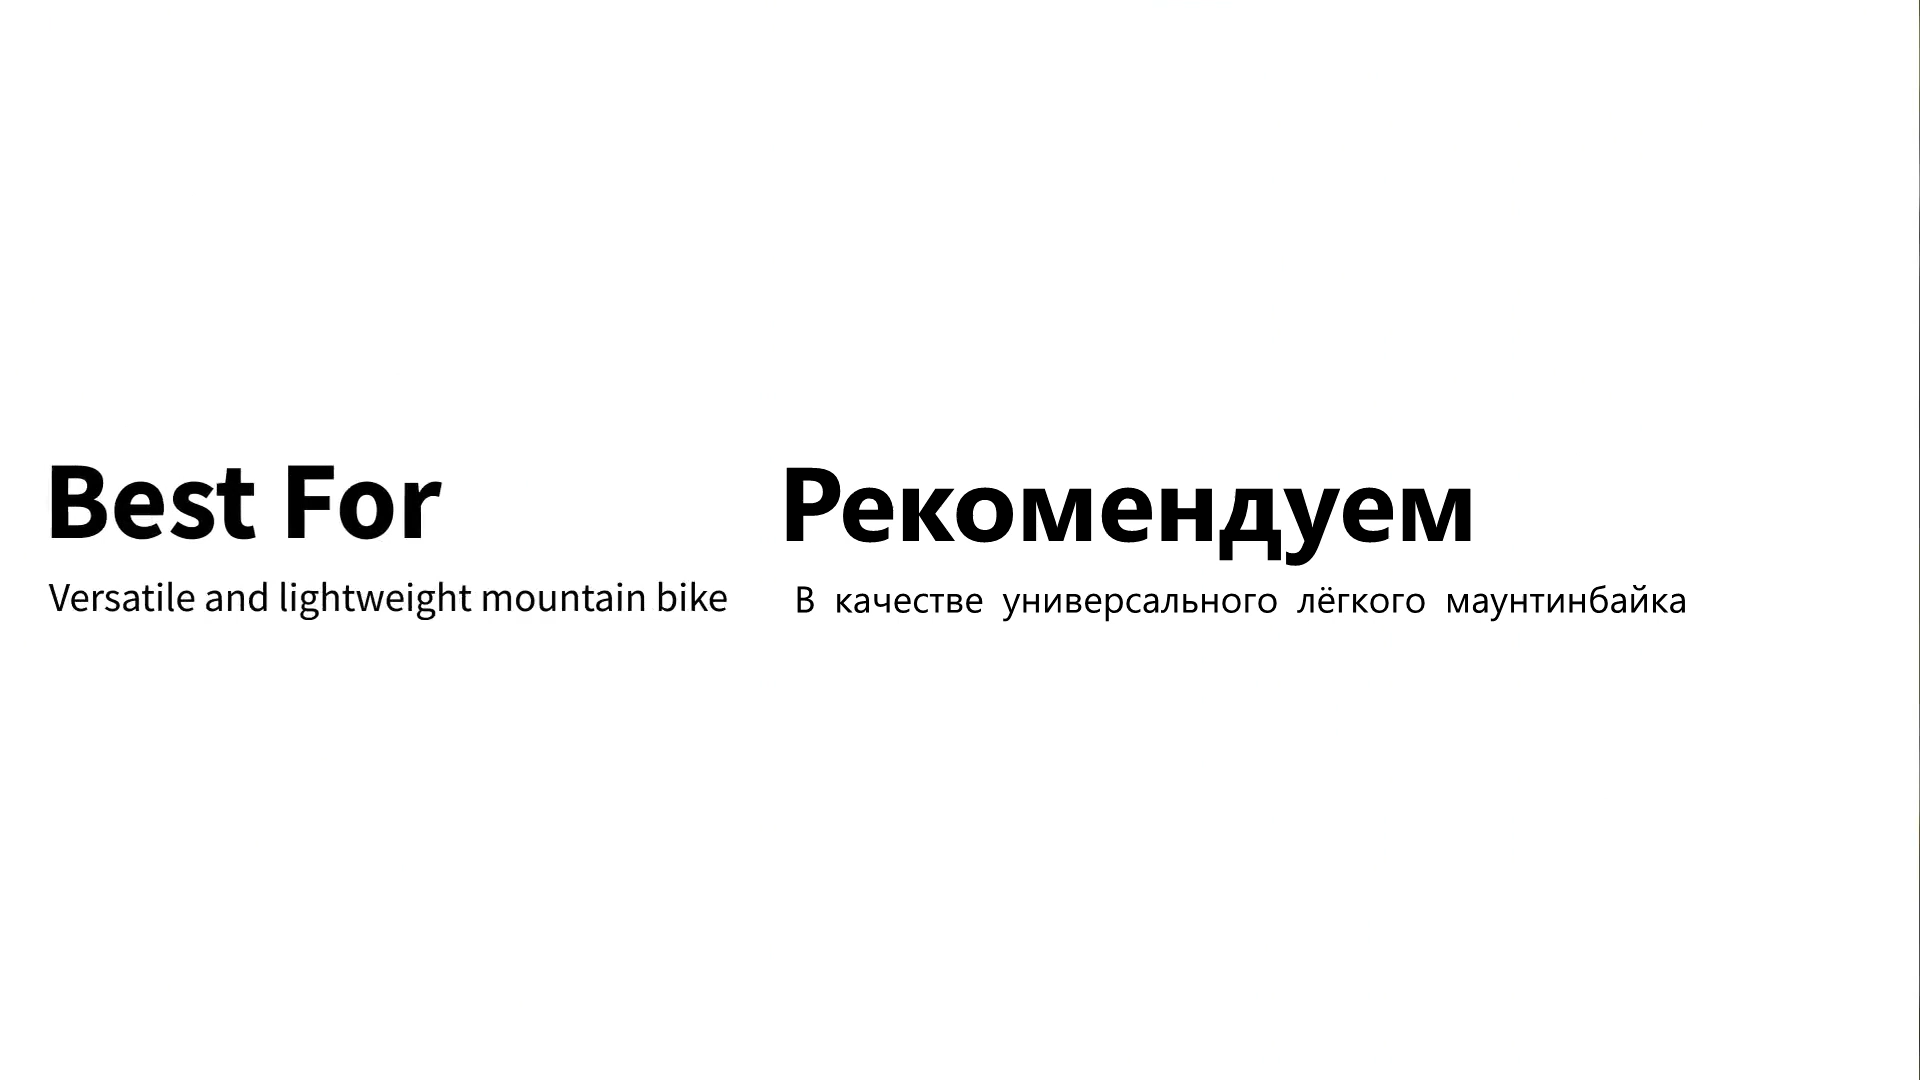 Best For
Versatile and lightweight mountain bike
Рекомендуем
В качестве универсального лёгкого маунтинбайка